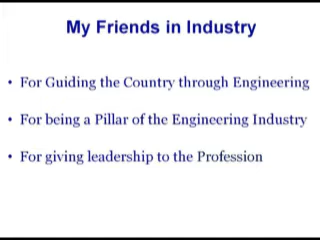 My Friends in Industry
• For Guiding the Country through Engineering
• For being a Pillar of the Engineering Industry
• For giving leadership to the Profession